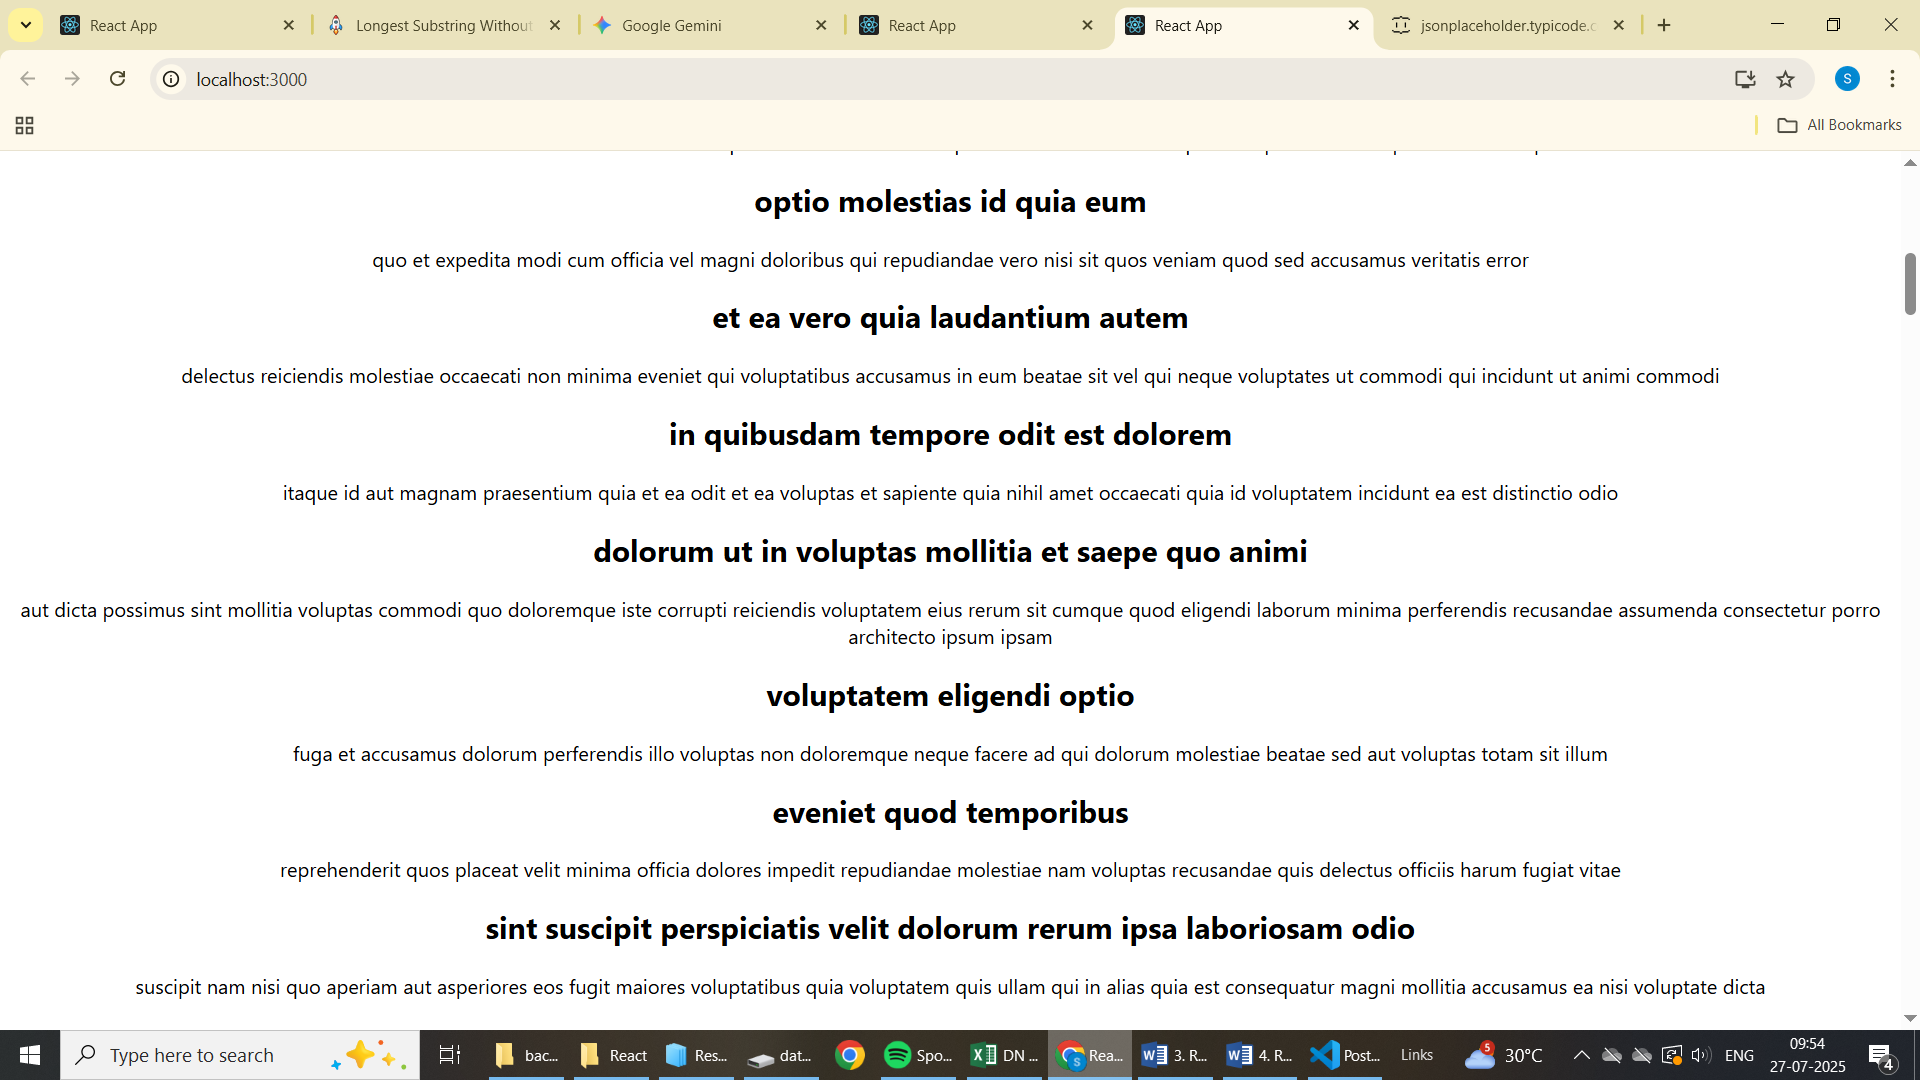 React App
Longest Substring Without
Google Gemini
React App
React App
jsonplaceholder.typicode.c
localhost:3000
S
All Bookmarks
optio molestias id quia eum
quo et expedita modi cum officia vel magni doloribus qui repudiandae vero nisi sit quos veniam quod sed accusamus veritatis error
et ea vero quia laudantium autem
delectus reiciendis molestiae occaecati non minima eveniet qui voluptatibus accusamus in eum beatae sit vel qui neque voluptates ut commodi qui incidunt ut animi commodi
in quibusdam tempore odit est dolorem
itaque id aut magnam praesentium quia et ea odit et ea voluptas et sapiente quia nihil amet occaecati quia id voluptatem incidunt ea est distinctio odio
dolorum ut in voluptas mollitia et saepe quo animi
aut dicta possimus sint mollitia voluptas commodi quo doloremque iste corrupti reiciendis voluptatem eius rerum sit cumque quod eligendi laborum minima perferendis recusandae assumenda consectetur porro
architecto ipsum ipsam
voluptatem eligendi optio
fuga et accusamus dolorum perferendis illo voluptas non doloremque neque facere ad qui dolorum molestiae beatae sed aut voluptas totam sit illum
eveniet quod temporibus
reprehenderit quos placeat velit minima officia dolores impedit repudiandae molestiae nam voluptas recusandae quis delectus officiis harum fugiat vitae
sint suscipit perspiciatis velit dolorum rerum ipsa laboriosam odio
suscipit nam nisi quo aperiam aut asperiores eos fugit maiores voluptatibus quia voluptatem quis ullam qui in alias quia est consequatur magni mollitia accusamus ea nisi voluptate dicta
Type here to search
bac...
React
Res...
dat...
Spo...
DN ...
Rea...
3. R...
4. R...
Post...
Links
5
30°C
ENG
09:54
27-07-2025
4